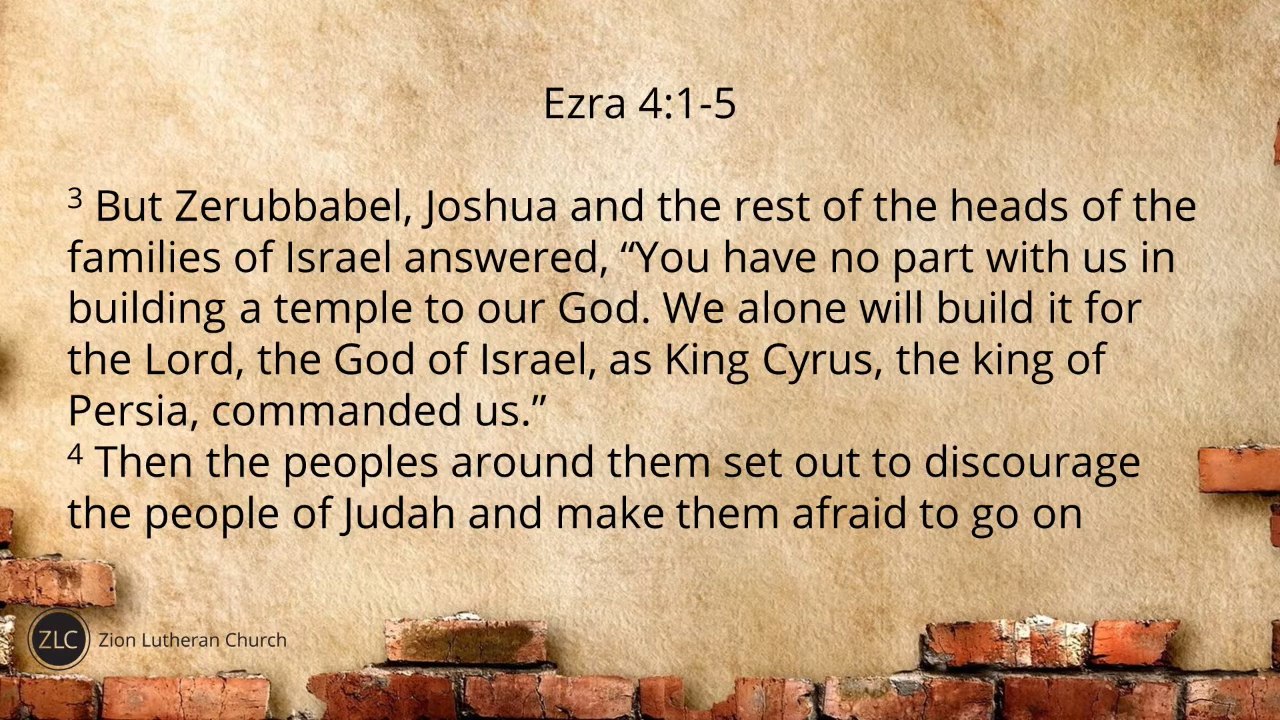 Ezra 4:1-5
³ But Zerubbabel, Joshua and the rest of the heads of the
families of Israel answered, “You have no part with us in
building a temple to our God. We alone will build it for
the Lord, the God of Israel, as King Cyrus, the king of
Persia, commanded us.”
⁴ Then the peoples around them set out to discourage
the people of Judah and make them afraid to go on
ZLC Zion Lutheran Church